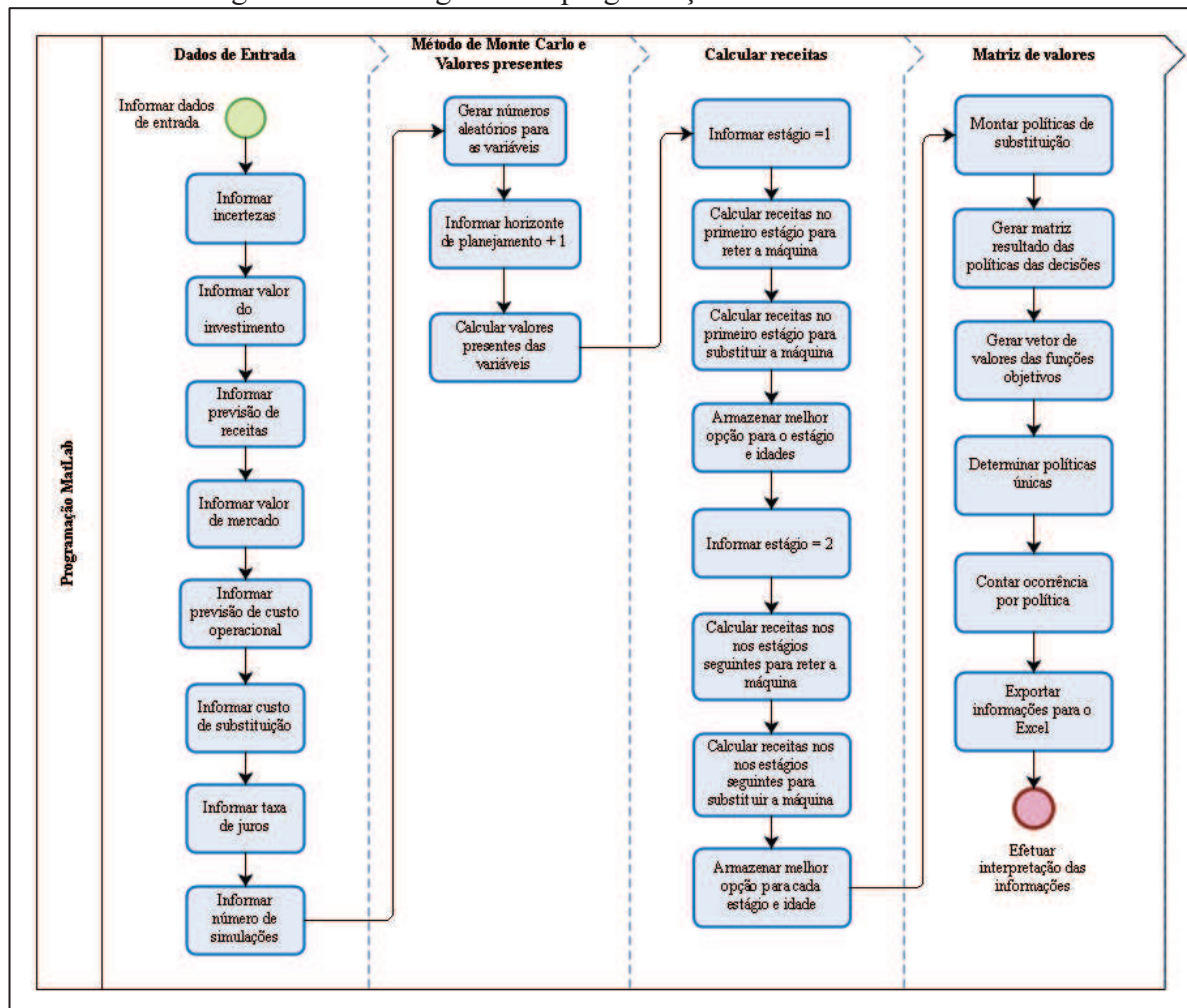 Programação MatLab
Dados de Entrada
Informar dados
de entrada
Informar
incertezas
Informar valor
do
investimento
Informar
previsão de
receitas
Informar valor
de mercado
Informar
previsão de custo
operacional
Informar custo
de substituição
Informar taxa
de juros
Informar
número de
simulações
Método de Monte Carlo e
Valores presentes
Gerar números
aleatórios para
as variáveis
Informar horizonte
de planejamento + 1
Calcular valores
presentes das
variáveis
Calcular receitas
Informar estágio =1
Calcular receitas no
primeiro estágio para
reter a máquina
Calcular receitas no
primeiro estágio para
substituir a máquina
Armazenar melhor
opção para o estágio
e idades
Informar estágio = 2
Calcular receitas nos
nos estágios
seguintes para reter a
máquina
Calcular receitas nos
nos estágios
seguintes para
substituir a máquina
Armazenar melhor
opção para cada
estágio e idade
Matriz de valores
Montar políticas de
substituição
Gerar matriz
resultado das
políticas das decisões
Gerar vetor de
valores das funções
objetivos
Determinar políticas
únicas
Contar ocorrência
por política
Exportar
informações para o
Excel
Efetuar
interpretação das
informações